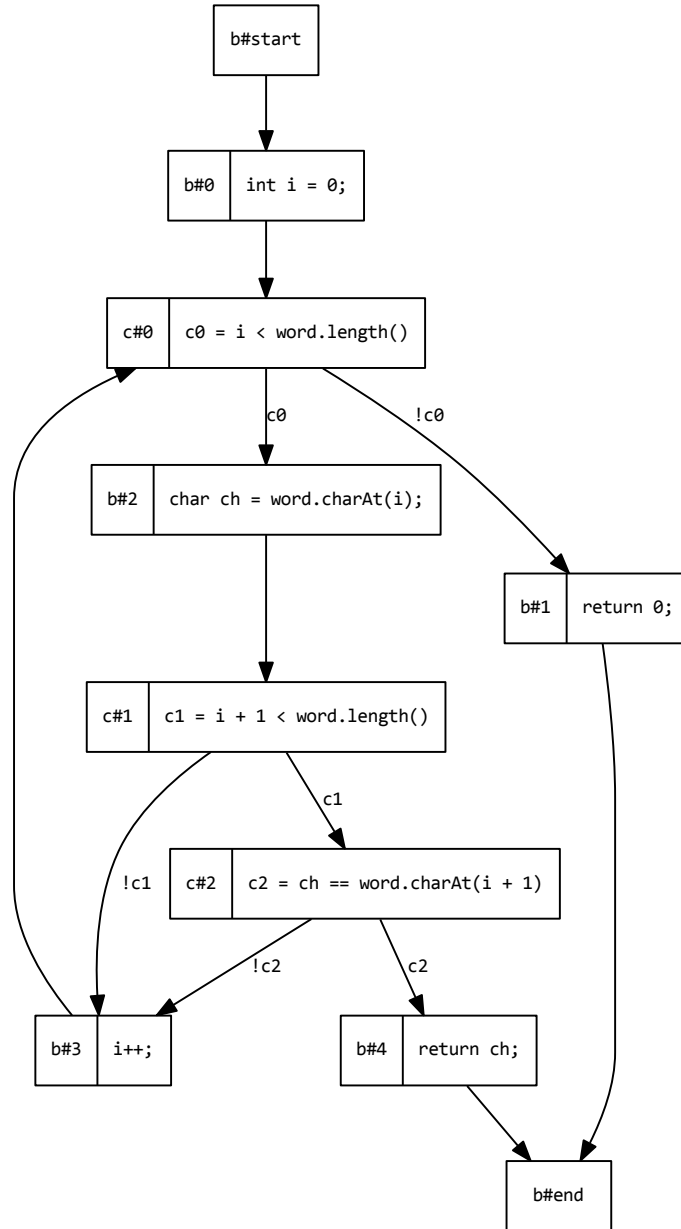 b#start
b#0 int i = 0;
c#0 c0 = i < word.length()
c0
!c0
b#2 char ch = word.charAt(i);
b#1 return 0;
c#1 c1 = i + 1 < word.length()
c1
!c1
c#2 c2 = ch == word.charAt(i + 1)
!c2
c2
b#3 i++;
b#4 return ch;
b#end